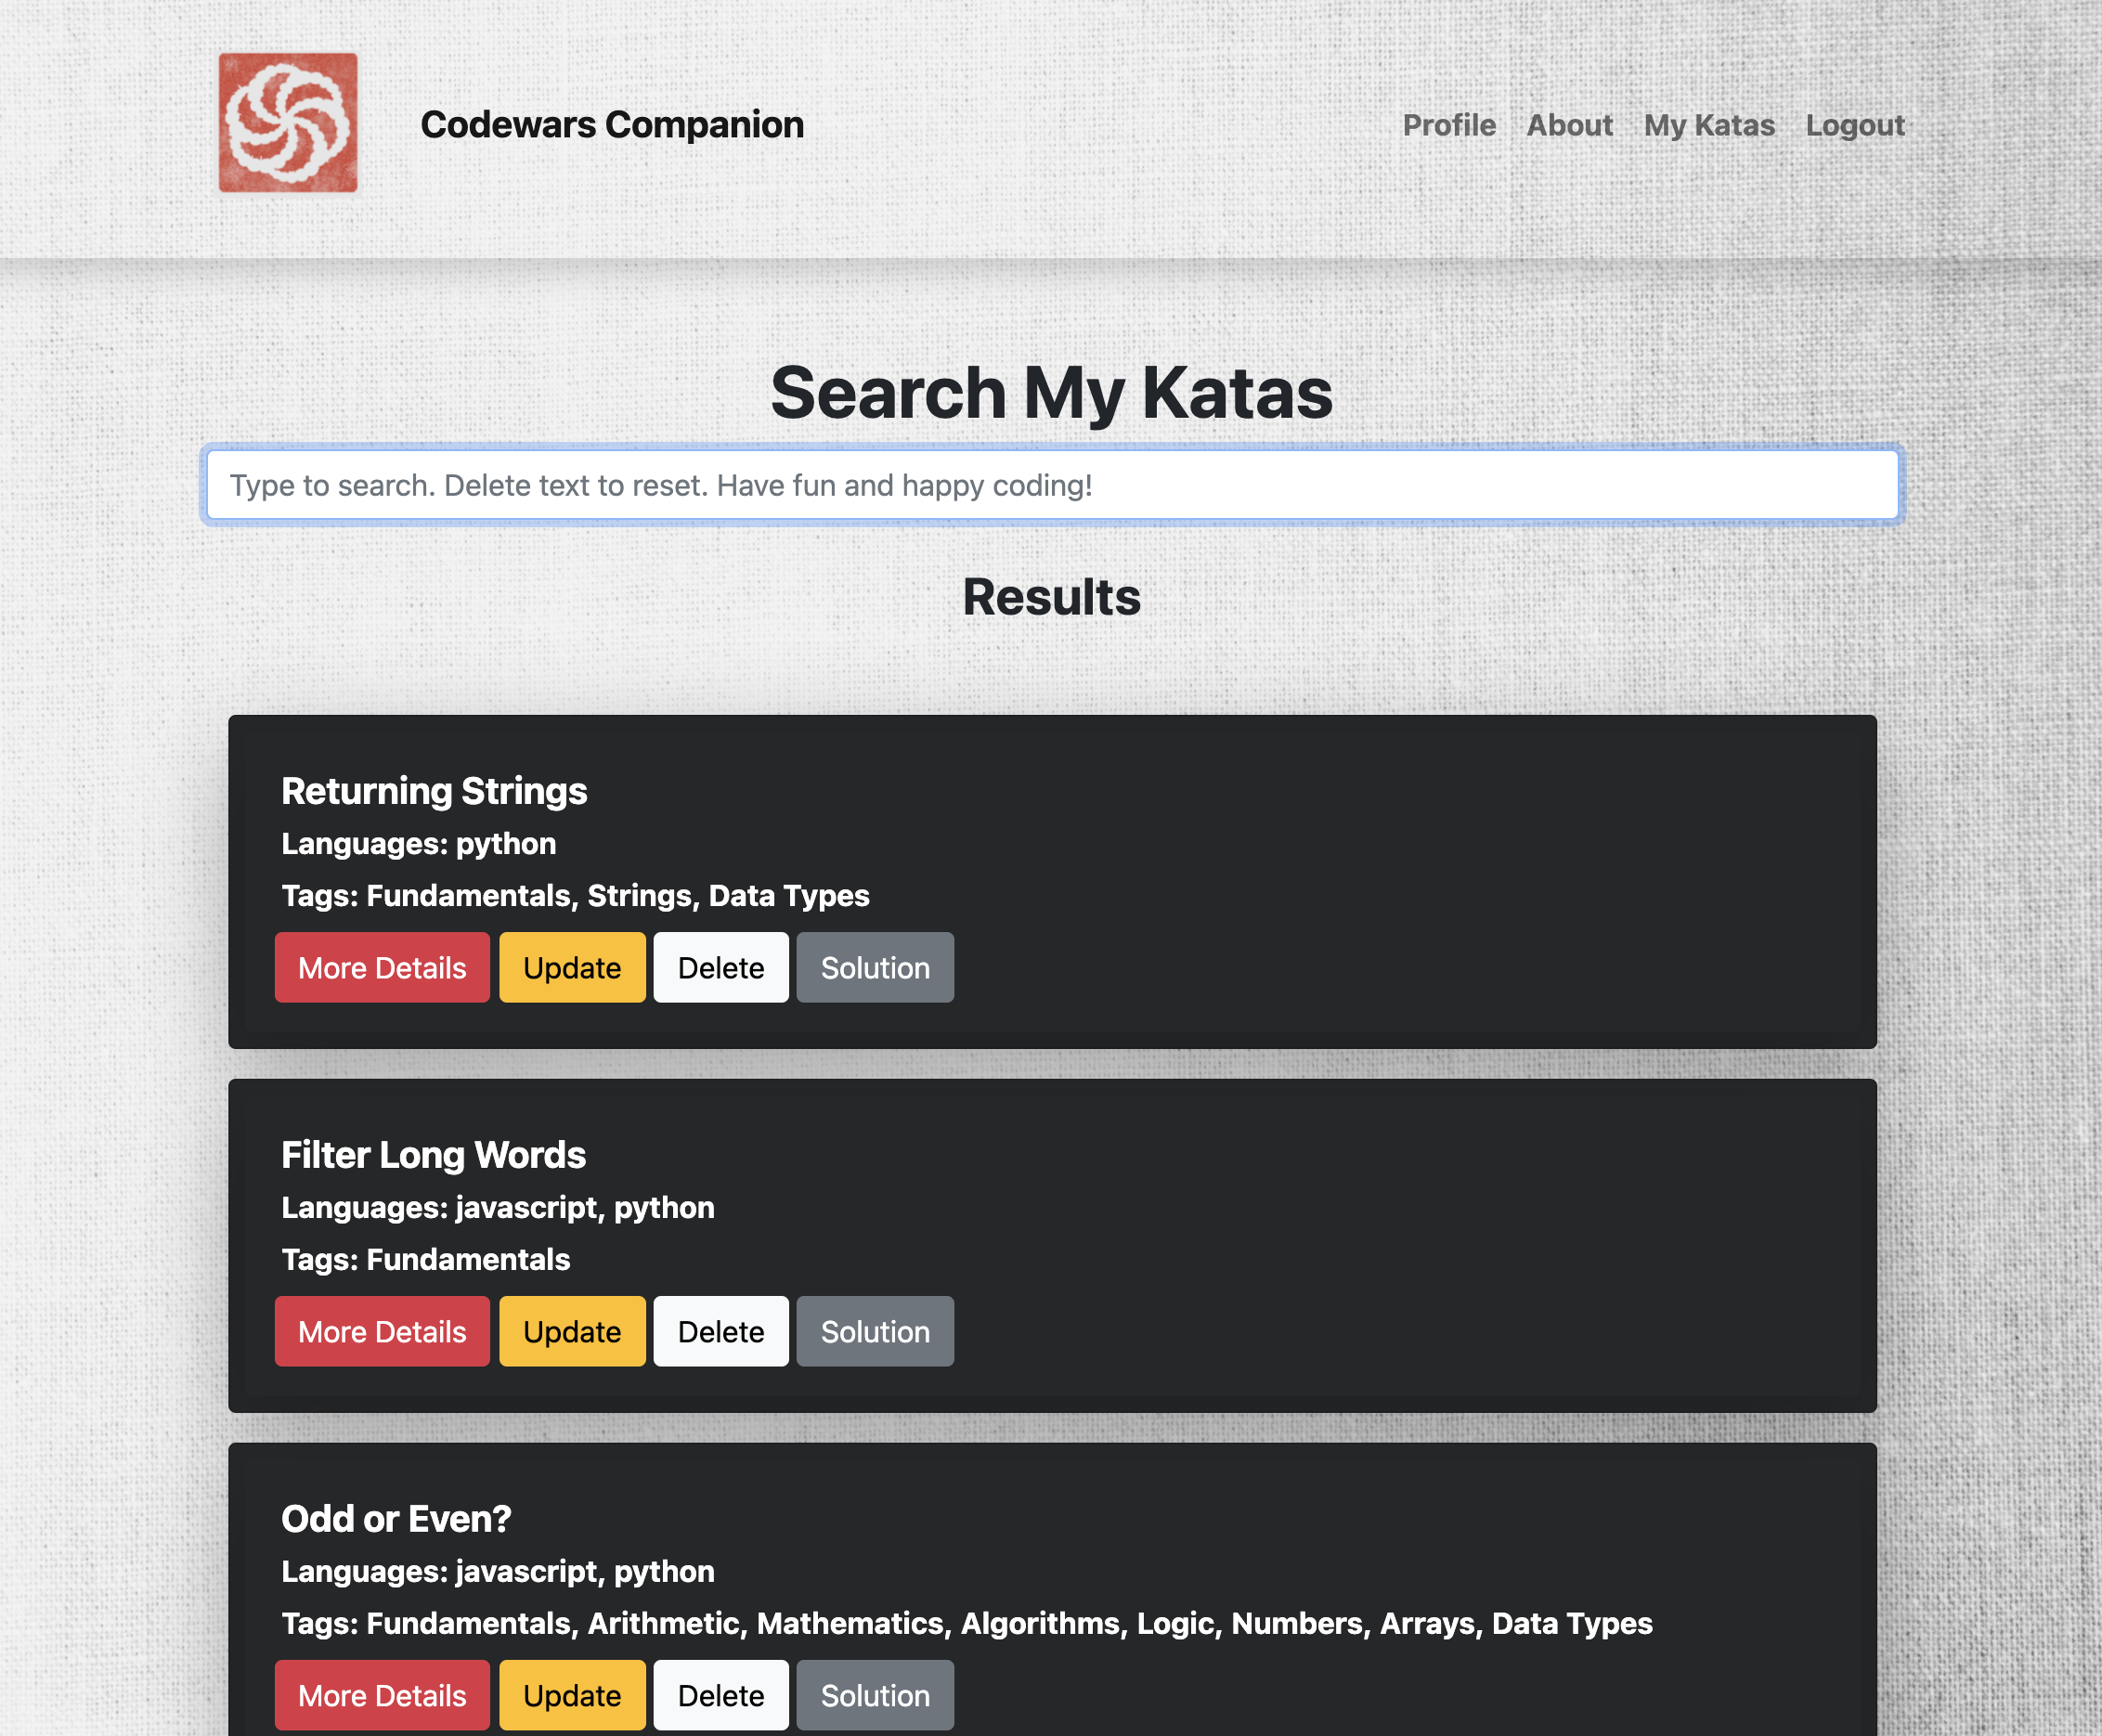 Codewars Companion
Profile About My Katas Logout
Search My Katas
Type to search. Delete text to reset. Have fun and happy coding!
Results
Returning Strings
Languages: python
Tags: Fundamentals, Strings, Data Types
More Details Update Delete Solution
Filter Long Words
Languages: javascript, python
Tags: Fundamentals
More Details Update Delete Solution
Odd or Even?
Languages: javascript, python
Tags: Fundamentals, Arithmetic, Mathematics, Algorithms, Logic, Numbers, Arrays, Data Types
More Details Update Delete Solution